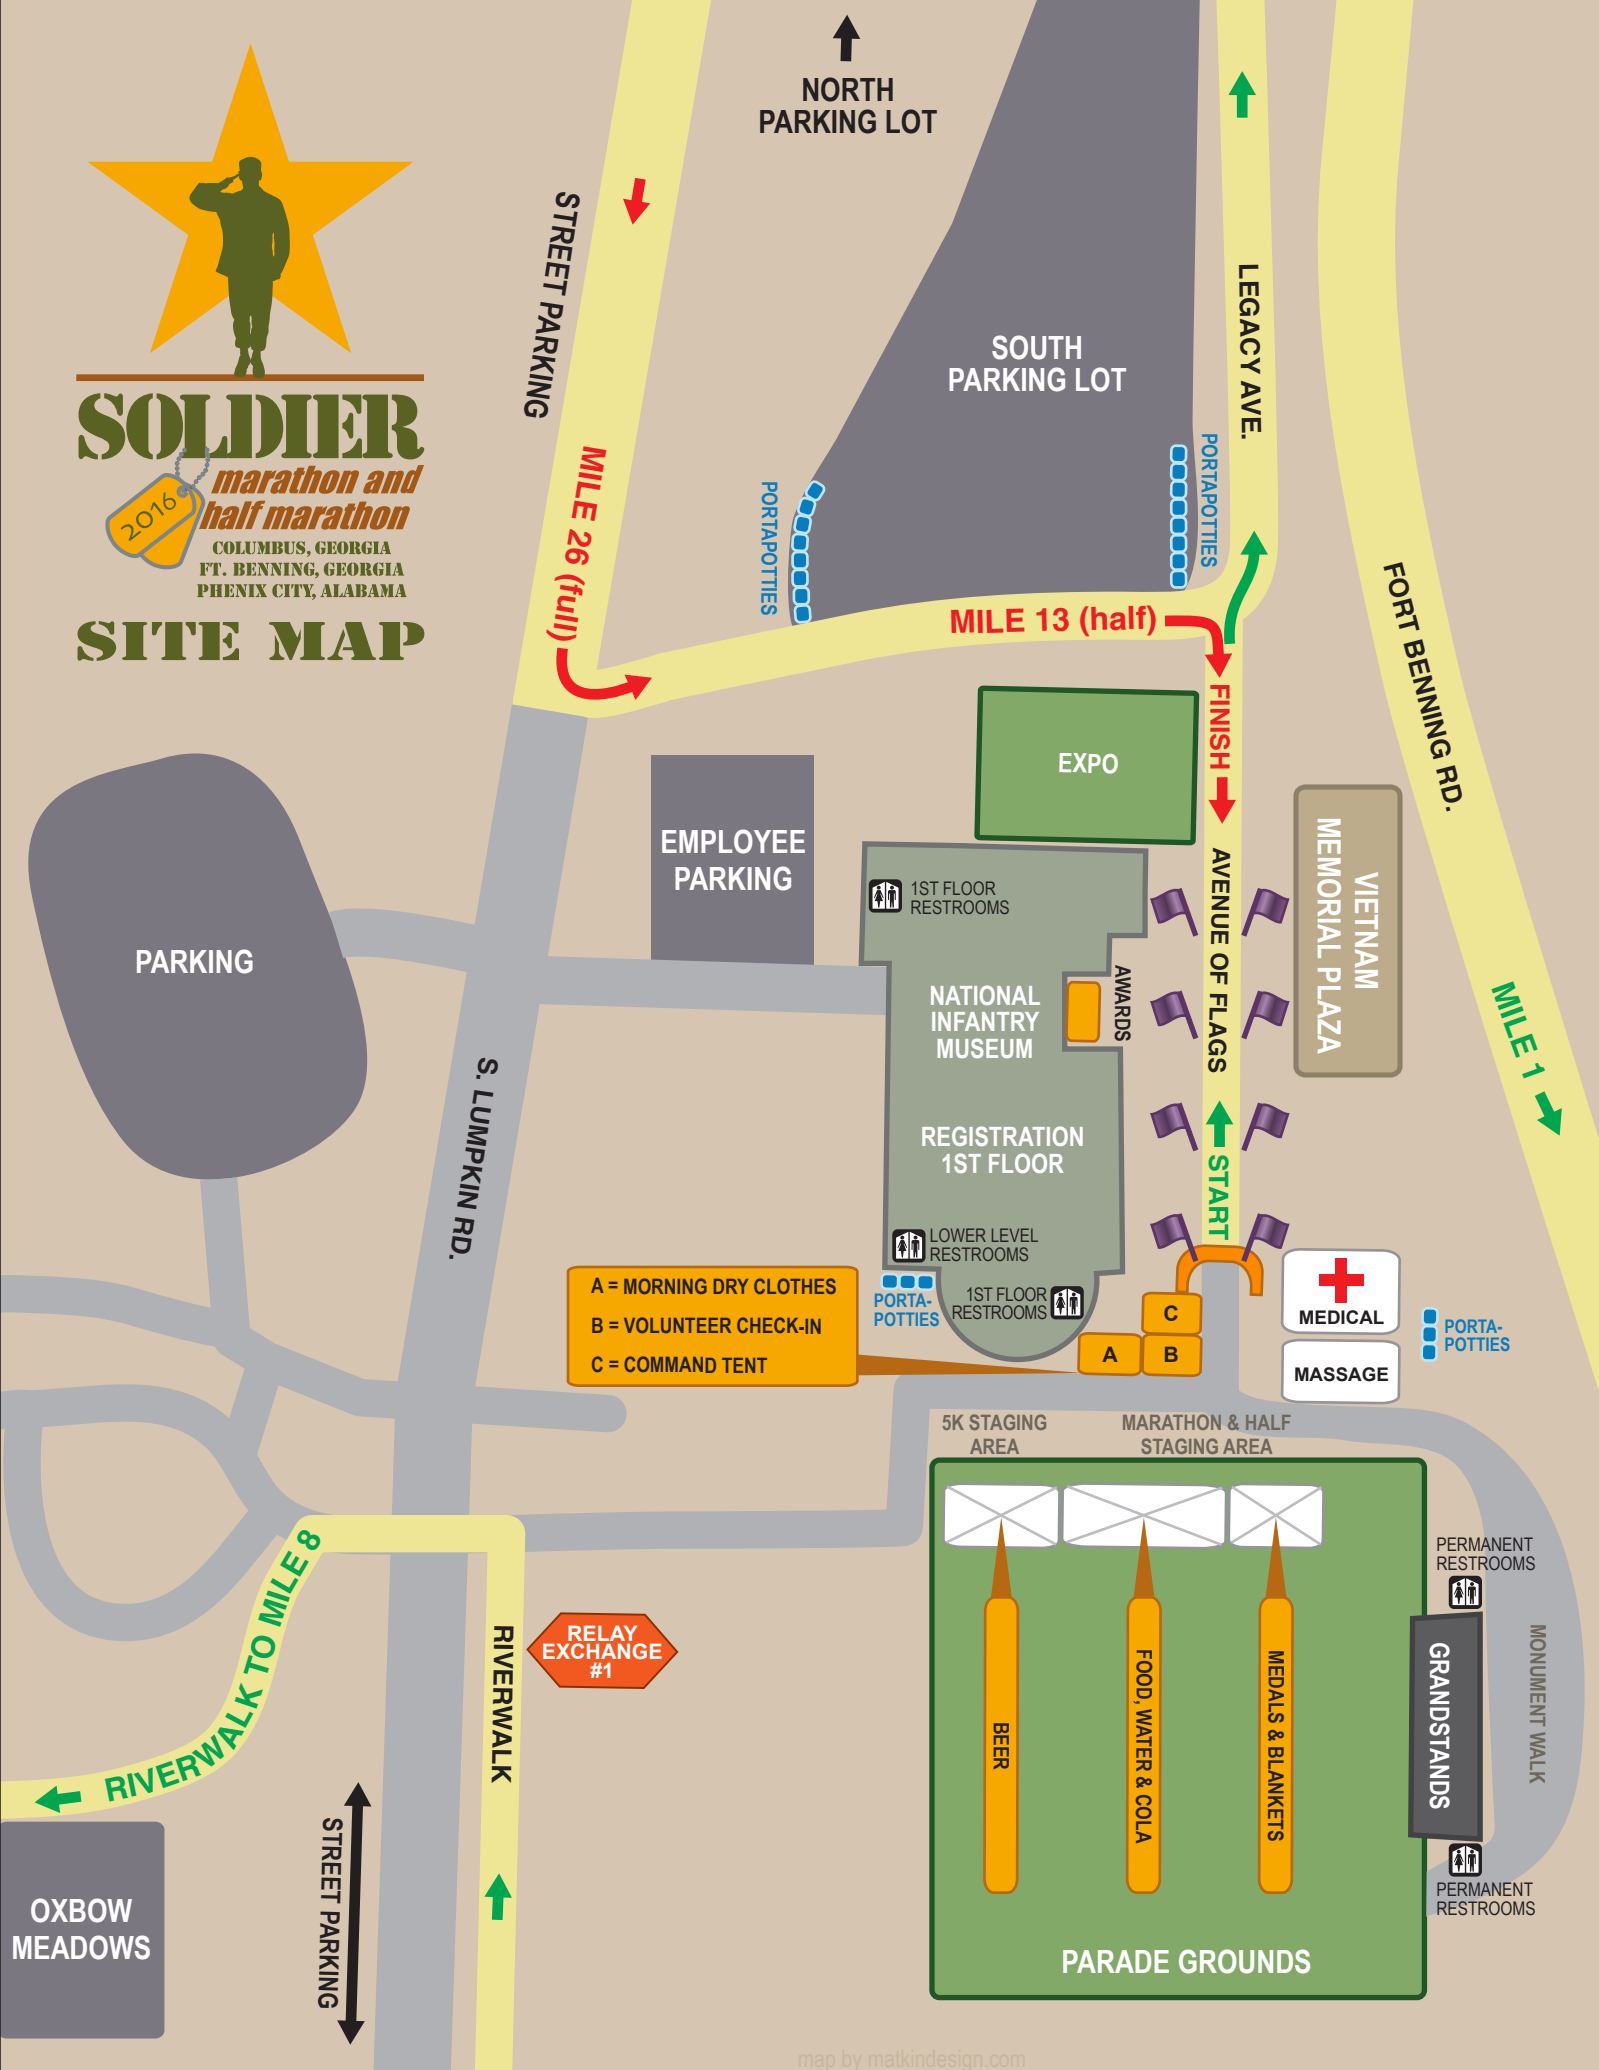 NORTH
PARKING LOT
STREET PARKING
SOUTH
PARKING LOT
LEGACY AVE.
SOLDIER
marathon and
half marathon
2016
COLUMBUS, GEORGIA
FT. BENNING, GEORGIA
PHENIX CITY, ALABAMA
SITE MAP
MILE 26 (full)
PORTAPOTTIES
PORTAPOTTIES
MILE 13 (half)
FORT BENNING RD.
FINISH
EXPO
EMPLOYEE
PARKING
VIETNAM
MEMORIAL PLAZA
AVENUE OF FLAGS
1ST FLOOR
RESTROOMS
PARKING
NATIONAL
INFANTRY
MUSEUM
AWARDS
MILE 1
S. LUMPKIN RD.
REGISTRATION
1ST FLOOR
START
LOWER LEVEL
RESTROOMS
1ST FLOOR
RESTROOMS
PORTA-
POTTIES
A = MORNING DRY CLOTHES
B = VOLUNTEER CHECK-IN
C = COMMAND TENT
C
A
B
MEDICAL
MASSAGE
PORTA-
POTTIES
5K STAGING
AREA
MARATHON & HALF
STAGING AREA
RIVERWALK TO MILE 8
RIVERWALK
RELAY
EXCHANGE
#1
BEER
FOOD, WATER & COLA
MEDALS & BLANKETS
PERMANENT
RESTROOMS
GRANDSTANDS
MONUMENT WALK
PERMANENT
RESTROOMS
STREET PARKING
OXBOW
MEADOWS
PARADE GROUNDS
map by matkindesign.com